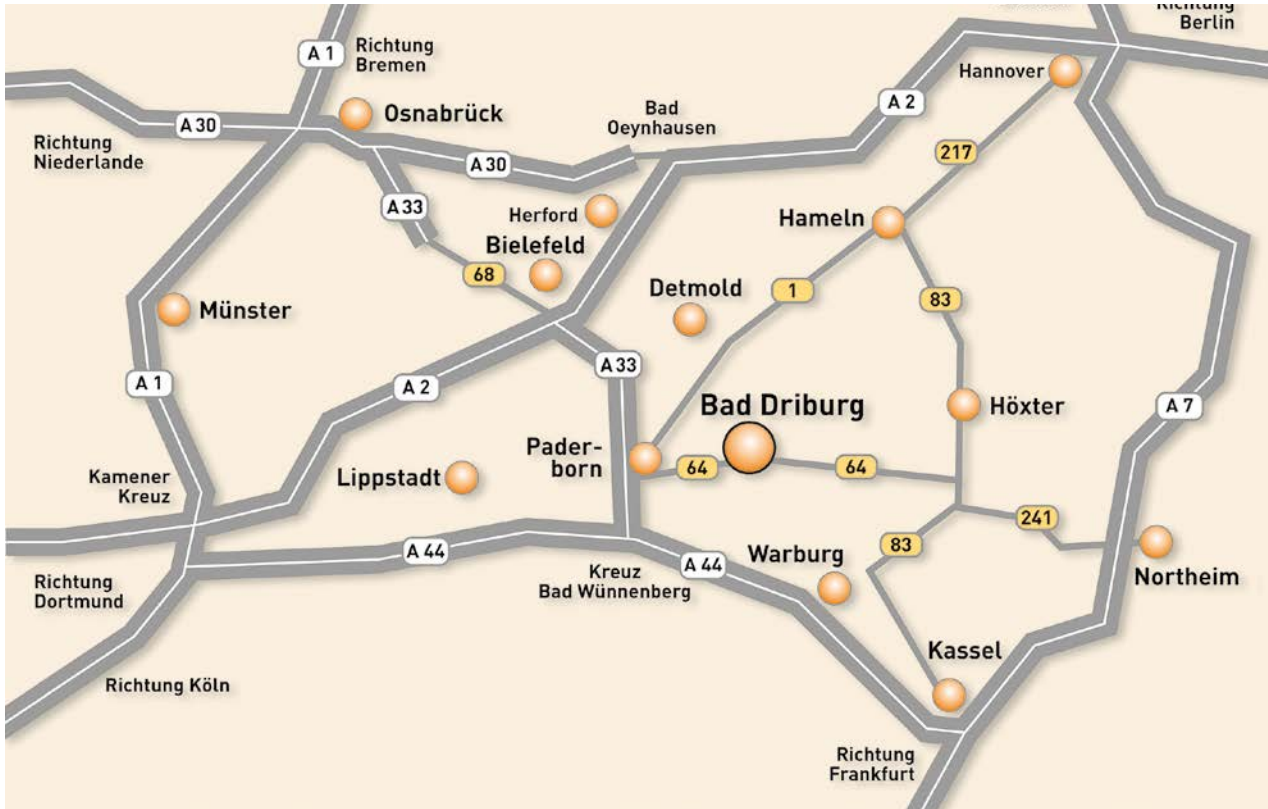 Richtung
Berlin
A 1
Richtung
Bremen
Hannover
A 2
Osnabrück
Bad
Oeynhausen
A 30
Richtung
Niederlande
A 30
217
A 33
Herford
Hameln
Bielefeld
68
Detmold
1
83
Münster
A 33
A 1
A 2
Bad Driburg
Höxter
A 7
Pader-
born
64
64
Lippstadt
Kamener
Kreuz
241
83
A 44
Warburg
A 44
Kreuz
Bad Wünnenberg
Northeim
Richtung
Dortmund
Kassel
Richtung Köln
Richtung
Frankfurt